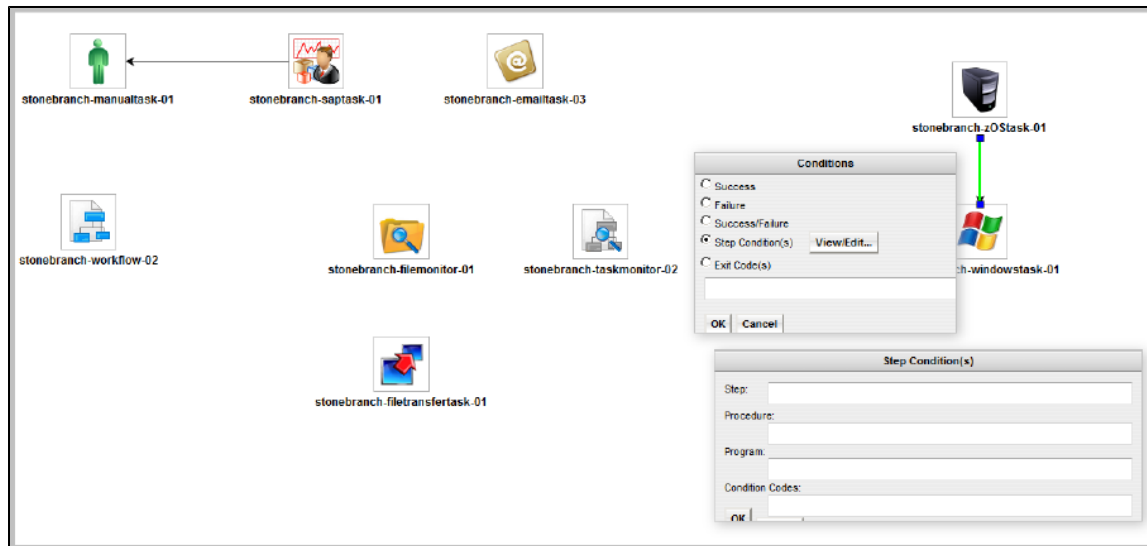 stonebranch-manualtask-01
stonebranch-saptask-01
stonebranch-emailtask-03
stonebranch-zOStask-01
Conditions
Success
Failure
Success/Failure
Step Condition(s)
View/Edit...
Exit Code(s)
OK
Cancel
stonebranch-workflow-02
stonebranch-filemonitor-01
stonebranch-taskmonitor-02
ch-windowstask-01
stonebranch-filetransfertask-01
Step Condition(s)
Step:
Procedure:
Program:
Condition Codes:
OK